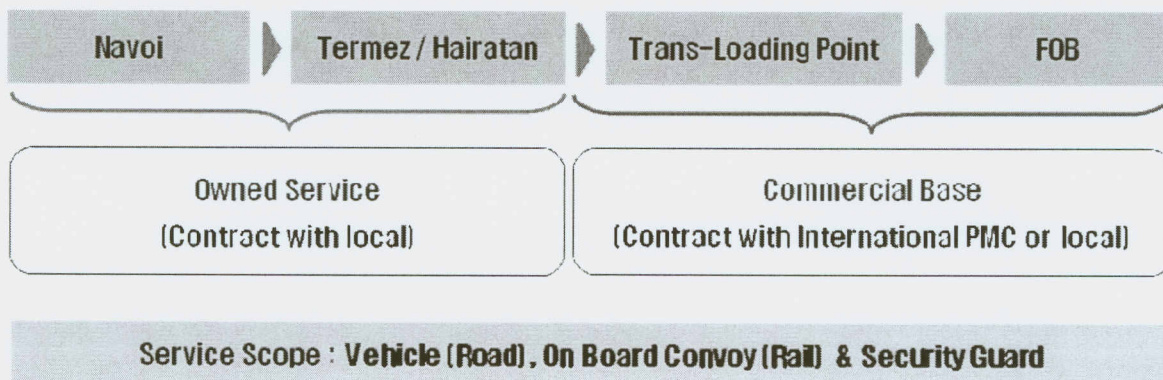 Navoi
Termez / Hairatan
Trans-Loading Point
FOB
Owned Service
(Contract with local)
Commercial Base
(Contract with International PMC or local)
Service Scope : Vehicle (Road), On Board Convoy (Rail) & Security Guard